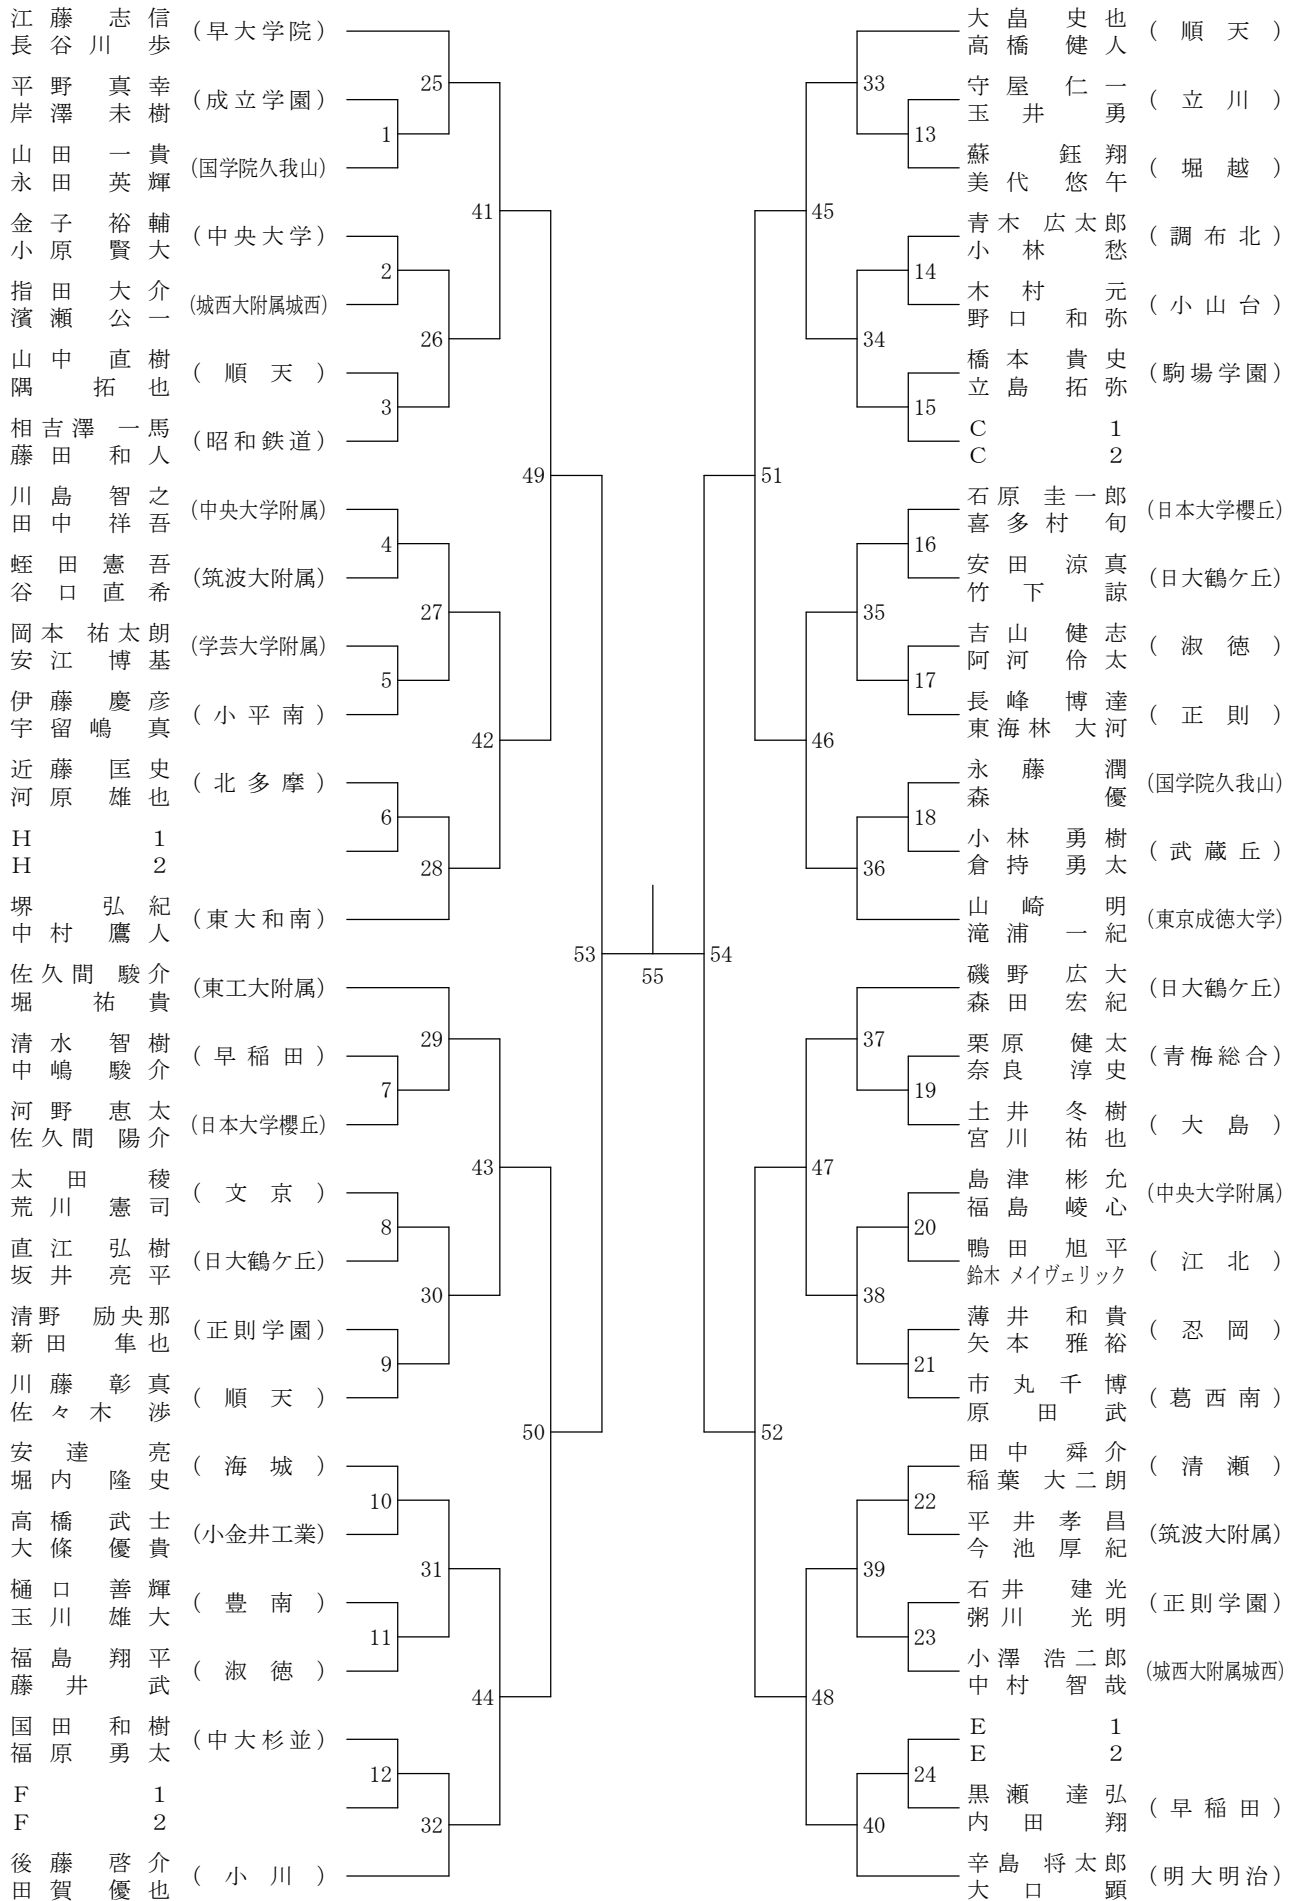 江藤志信
長谷川歩
(早大学院)
平野真幸
岸澤未樹
(成立学園)
山田一貴
永田英輝
(国学院久我山)
金子裕輔
小原賢大
(中央大学)
指田大介
濱瀬公一
(城西大附属城西)
山中直樹
隅拓也
(順天)
相吉澤一馬
藤田和人
(昭和鉄道)
川島智之
田中祥吾
(中央大学附属)
蛭田憲吾
谷口直希
(筑波大附属)
岡本祐太朗
安江博基
(学芸大学附属)
伊藤慶彦
宇留嶋真
(小平南)
近藤匡史
河原雄也
(北多摩)
H 1
H 2
堺弘紀
中村鷹人
(東大和南)
佐久間駿介
堀祐貴
(東工大附属)
清水智樹
中嶋駿介
(早稲田)
河野恵太
佐久間陽介
(日本大学櫻丘)
太田稜
荒川憲司
(文京)
直江弘樹
坂井亮平
(日大鶴ケ丘)
清野励央那
新田隼也
(正則学園)
川藤彰真
佐々木渉
(順天)
安達亮
堀内隆史
(海城)
高橋武士
大條優貴
(小金井工業)
樋口善輝
玉川雄大
(豊南)
福島翔平
藤井武
(淑徳)
国田和樹
福原勇太
(中大杉並)
F 1
F 2
後藤啓介
田賀優也
(小川)
1
2
3
4
5
6
7
8
9
10
11
12
25
26
27
28
29
30
31
32
41
42
43
44
49
50
53
55
54
51
52
45
46
47
48
33
34
35
36
37
38
39
40
13
14
15
16
17
18
19
20
21
22
23
24
大畠史也
高橋健人
(順天)
守屋仁一
玉井勇
(立川)
蘇鈺翔
美代悠午
(堀越)
青木広太郎
小林愁
(調布北)
木村元
野口和弥
(小山台)
橋本貴史
立島拓弥
(駒場学園)
C 1
C 2
石原圭一郎
喜多村旬
(日本大学櫻丘)
安田涼真
竹下諒
(日大鶴ケ丘)
吉山健志
阿河伶太
(淑徳)
長峰博達
東海林大河
(正則)
永藤潤
森優
(国学院久我山)
小林勇樹
倉持勇太
(武蔵丘)
山崎明
滝浦一紀
(東京成徳大学)
磯野広大
森田宏紀
(日大鶴ケ丘)
栗原健太
奈良淳史
(青梅総合)
土井冬樹
宮川祐也
(大島)
島津彬允
福島崚心
(中央大学附属)
鴨田旭平
鈴木メイヴェリック
(江北)
薄井和貴
矢本雅裕
(忍岡)
市丸千博
原田武
(葛西南)
田中舜介
稲葉大二朗
(清瀬)
平井孝昌
今池厚紀
(筑波大附属)
石井建光
粥川光明
(正則学園)
小澤浩二郎
中村智哉
(城西大附属城西)
E 1
E 2
黒瀬達弘
内田翔
(早稲田)
辛島将太郎
大口顕
(明大明治)